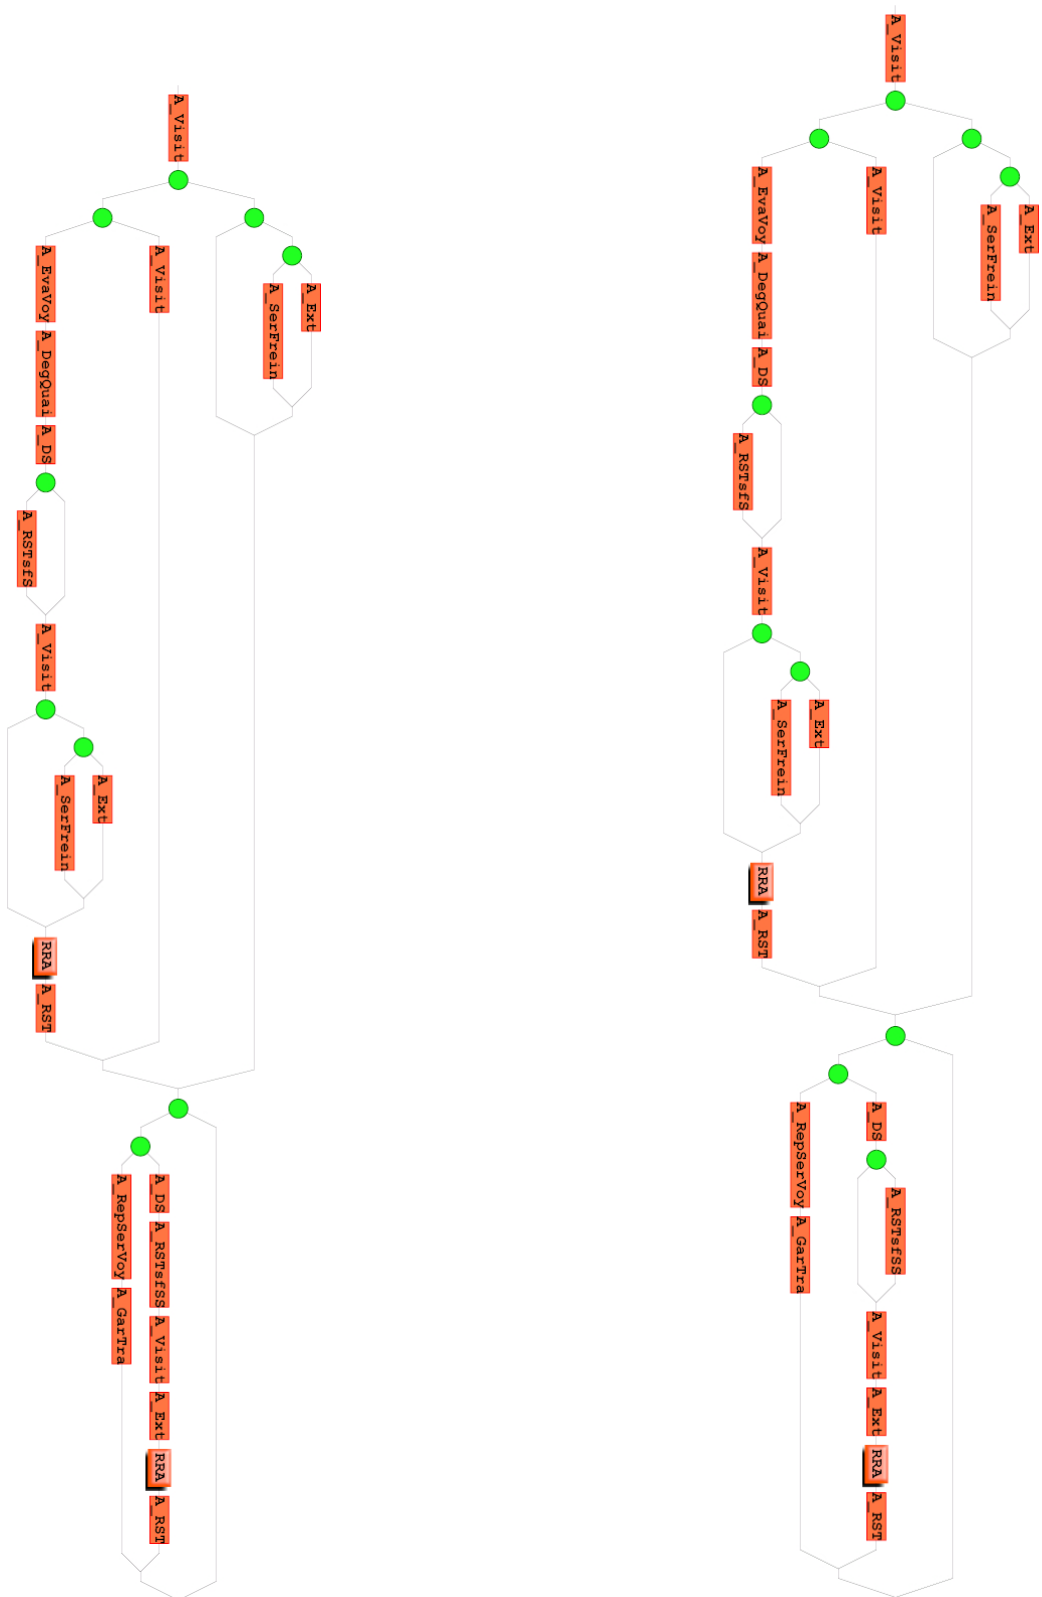 A_Visit
A_EvaVoy
A_Visit
A_SerFrein
A_Ext
A_DegQuai
A_DS
A_RSTsfS
A_Visit
A_SerFrein
A_Ext
RRA
A_RST
A_RepSerVoy
A_DS
A_GarTra
A_RSTsfSS
A_Visit
A_Ext
RRA
A_RST
A_Visit
A_EvaVoy
A_Visit
A_SerFrein
A_Ext
A_DegQuai
A_DS
A_RSTsfS
A_Visit
A_SerFrein
A_Ext
RRA
A_RST
A_RepSerVoy
A_DS
A_GarTra
A_RSTsfSS
A_Visit
A_Ext
RRA
A_RST